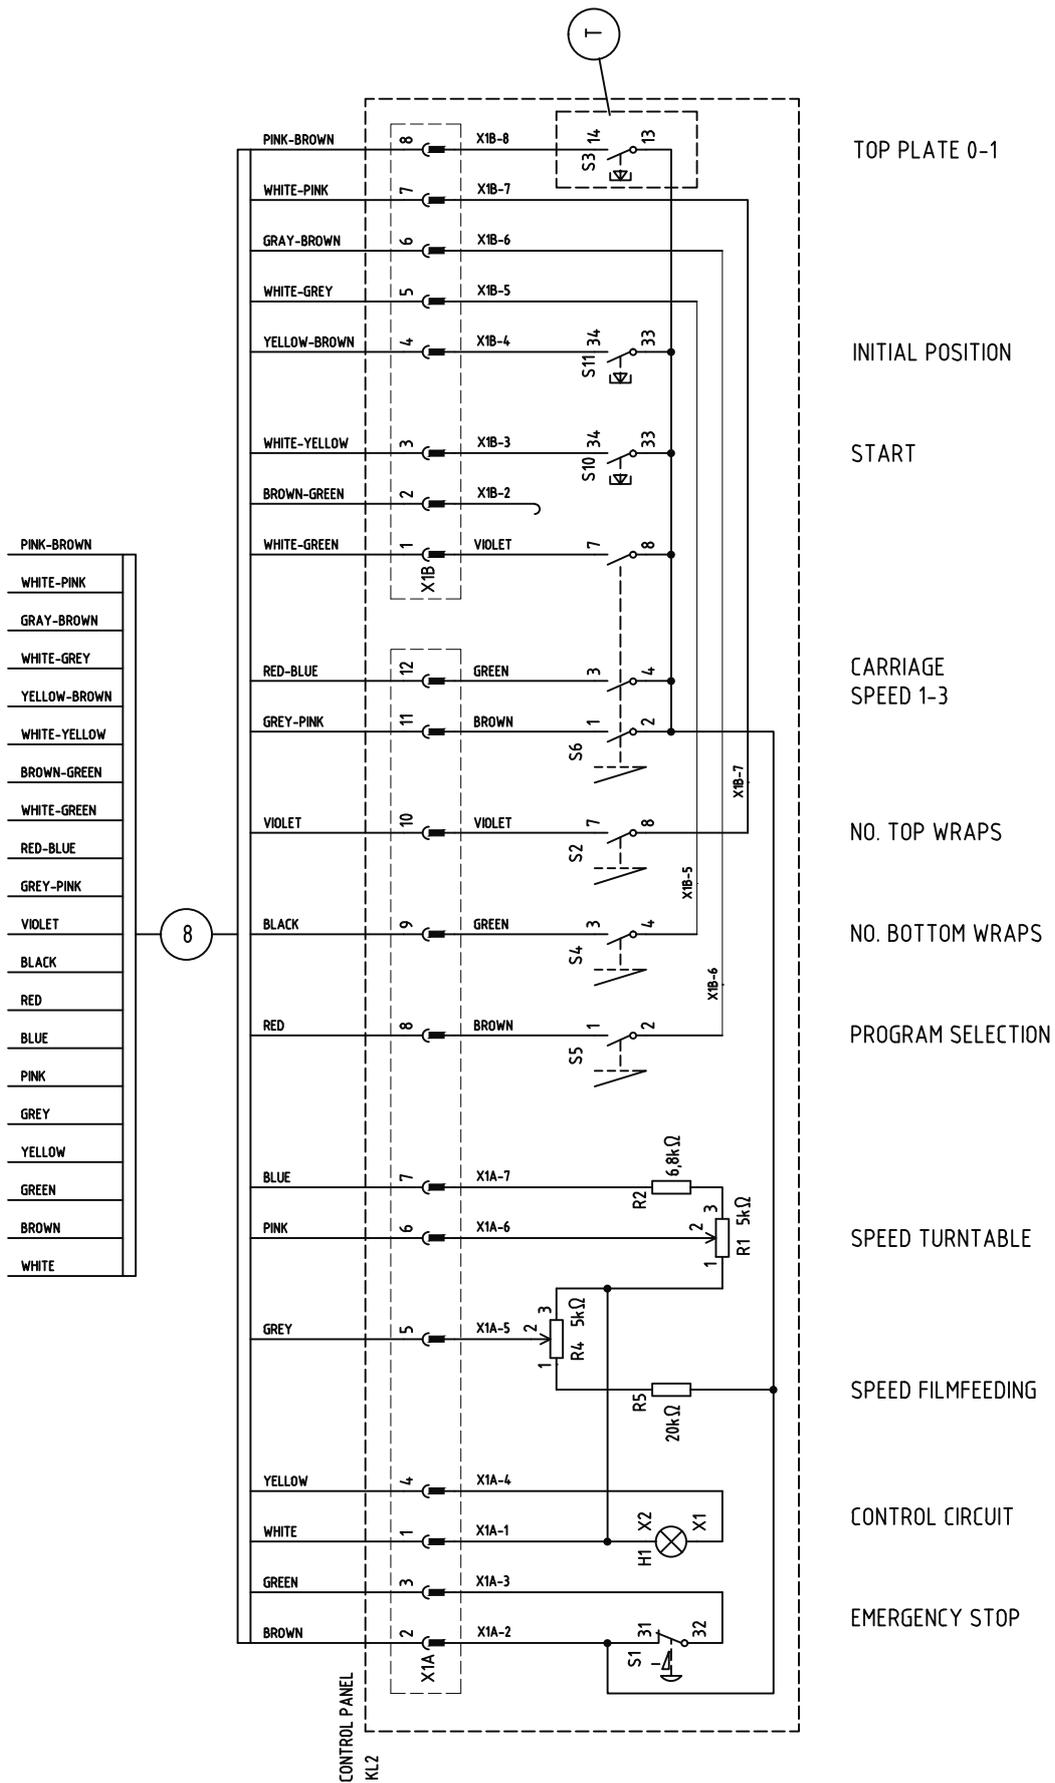 T
PINK-BROWN 8 X1B-8 S3 14 13 TOP PLATE 0-1
WHITE-PINK 7 X1B-7
GRAY-BROWN 6 X1B-6
WHITE-GREY 5 X1B-5
YELLOW-BROWN 4 X1B-4 S11 34 33 INITIAL POSITION
WHITE-YELLOW 3 X1B-3 S10 34 33 START
BROWN-GREEN 2 X1B-2
WHITE-GREEN 1 VIOLET 7 8
X1B
RED-BLUE 12 GREEN 3 4 CARRIAGE
SPEED 1-3
GREY-PINK 11 BROWN S6 1 2
X1B-7
VIOLET 10 VIOLET S2 7 8 NO. TOP WRAPS
X1B-5
BLACK 9 GREEN S4 3 4 NO. BOTTOM WRAPS
X1B-6
RED 8 BROWN S5 1 2 PROGRAM SELECTION
BLUE 7 X1A-7 R2 6,8kΩ
PINK 6 X1A-6 1 2 3 R1 5kΩ SPEED TURNTABLE
GREY 5 X1A-5 1 2 3 R4 5kΩ
R5 20kΩ SPEED FILMFEEDING
YELLOW 4 X1A-4
CONTROL CIRCUIT
WHITE 1 X1A-1 H1 X2 X1
GREEN 3 X1A-3
EMERGENCY STOP
BROWN 2 X1A-2 S1 31 32
X1A
CONTROL PANEL
KL2
PINK-BROWN
WHITE-PINK
GRAY-BROWN
WHITE-GREY
YELLOW-BROWN
WHITE-YELLOW
BROWN-GREEN
WHITE-GREEN
RED-BLUE
GREY-PINK
VIOLET
BLACK
RED
BLUE
PINK
GREY
YELLOW
GREEN
BROWN
WHITE
8